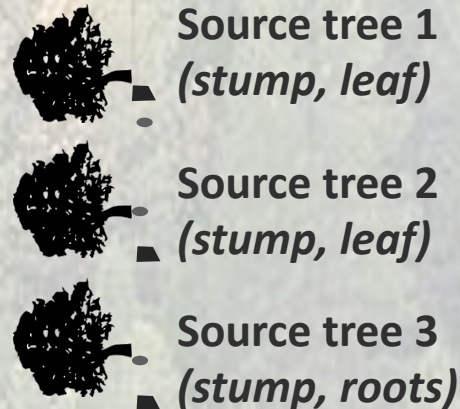 Source tree 1
(stump, leaf)
Source tree 2
(stump, leaf)
Source tree 3
(stump, roots)